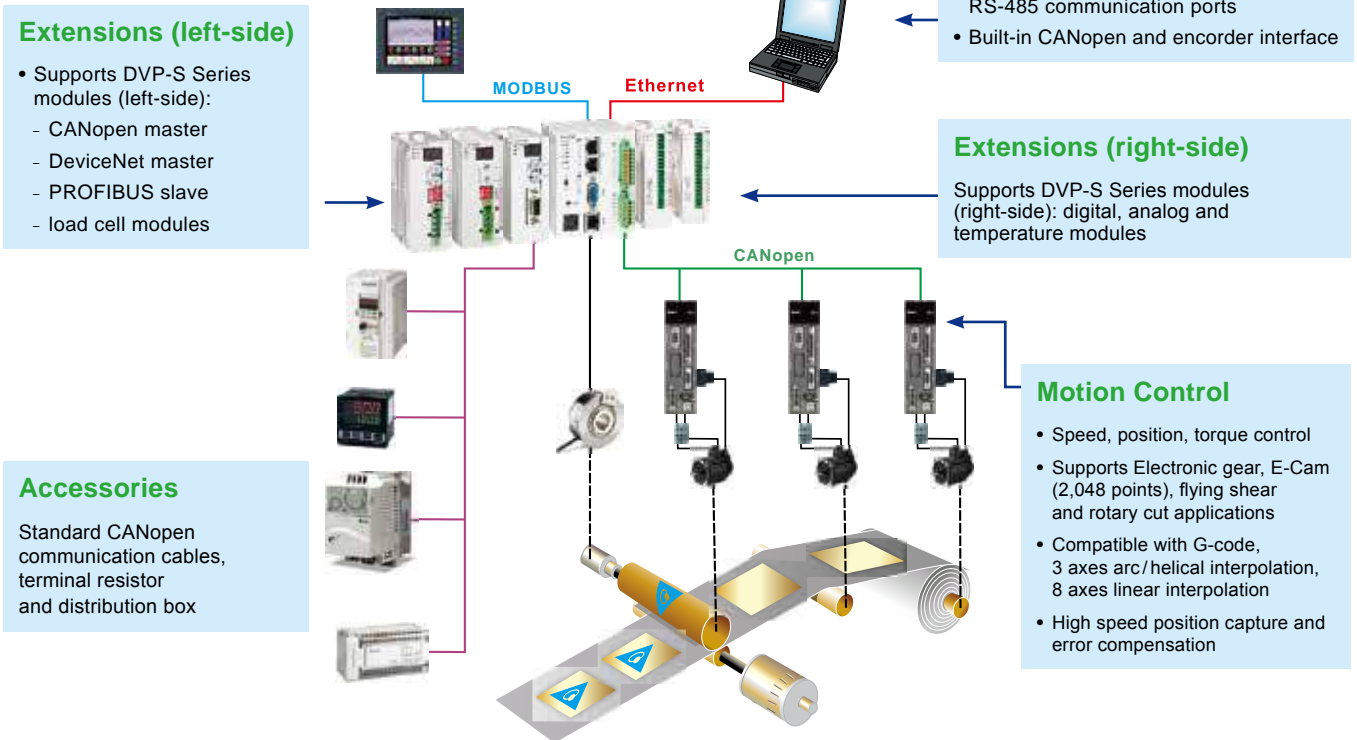 Extensions (left-side)
• Supports DVP-S Series
modules (left-side):
- CANopen master
- DeviceNet master
- PROFIBUS slave
- load cell modules
RS-485 communication ports
• Built-in CANopen and encorder interface
MODBUS
Ethernet
Extensions (right-side)
Supports DVP-S Series modules
(right-side): digital, analog and
temperature modules
CANopen
Motion Control
• Speed, position, torque control
• Supports Electronic gear, E-Cam
(2,048 points), flying shear
and rotary cut applications
• Compatible with G-code,
3 axes arc/helical interpolation,
8 axes linear interpolation
• High speed position capture and
error compensation
Accessories
Standard CANopen
communication cables,
terminal resistor
and distribution box